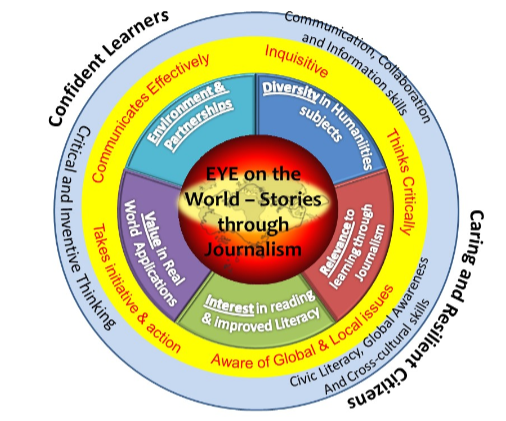 Confident Learners
Communication, Collaboration
and Information skills
Critical and Inventive Thinking
Civic Literacy, Global Awareness
And Cross-cultural skills
Caring and Resilient Citizens
Communicates Effectively
Inquisitive
Thinks Critically
Aware of Global & Local issues
Takes initiative & action
Environment &
Partnerships
Diversity in Humanities
subjects
Relevance to
learning through
Journalism
Interest in reading
& improved Literacy
Value in Real
World Applications
EYE on the
World – Stories
through
Journalism